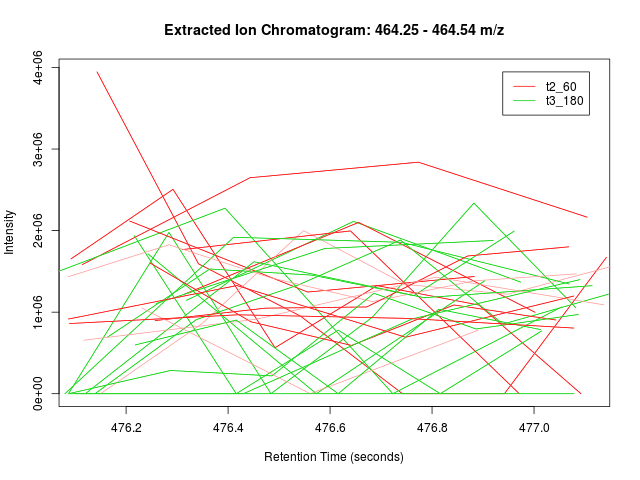 Extracted Ion Chromatogram: 464.25 - 464.54 m/z
t2_60
t3_180
4e+06
3e+06
2e+06
1e+06
0e+00
Intensity
476.2 476.4 476.6 476.8 477.0
Retention Time (seconds)